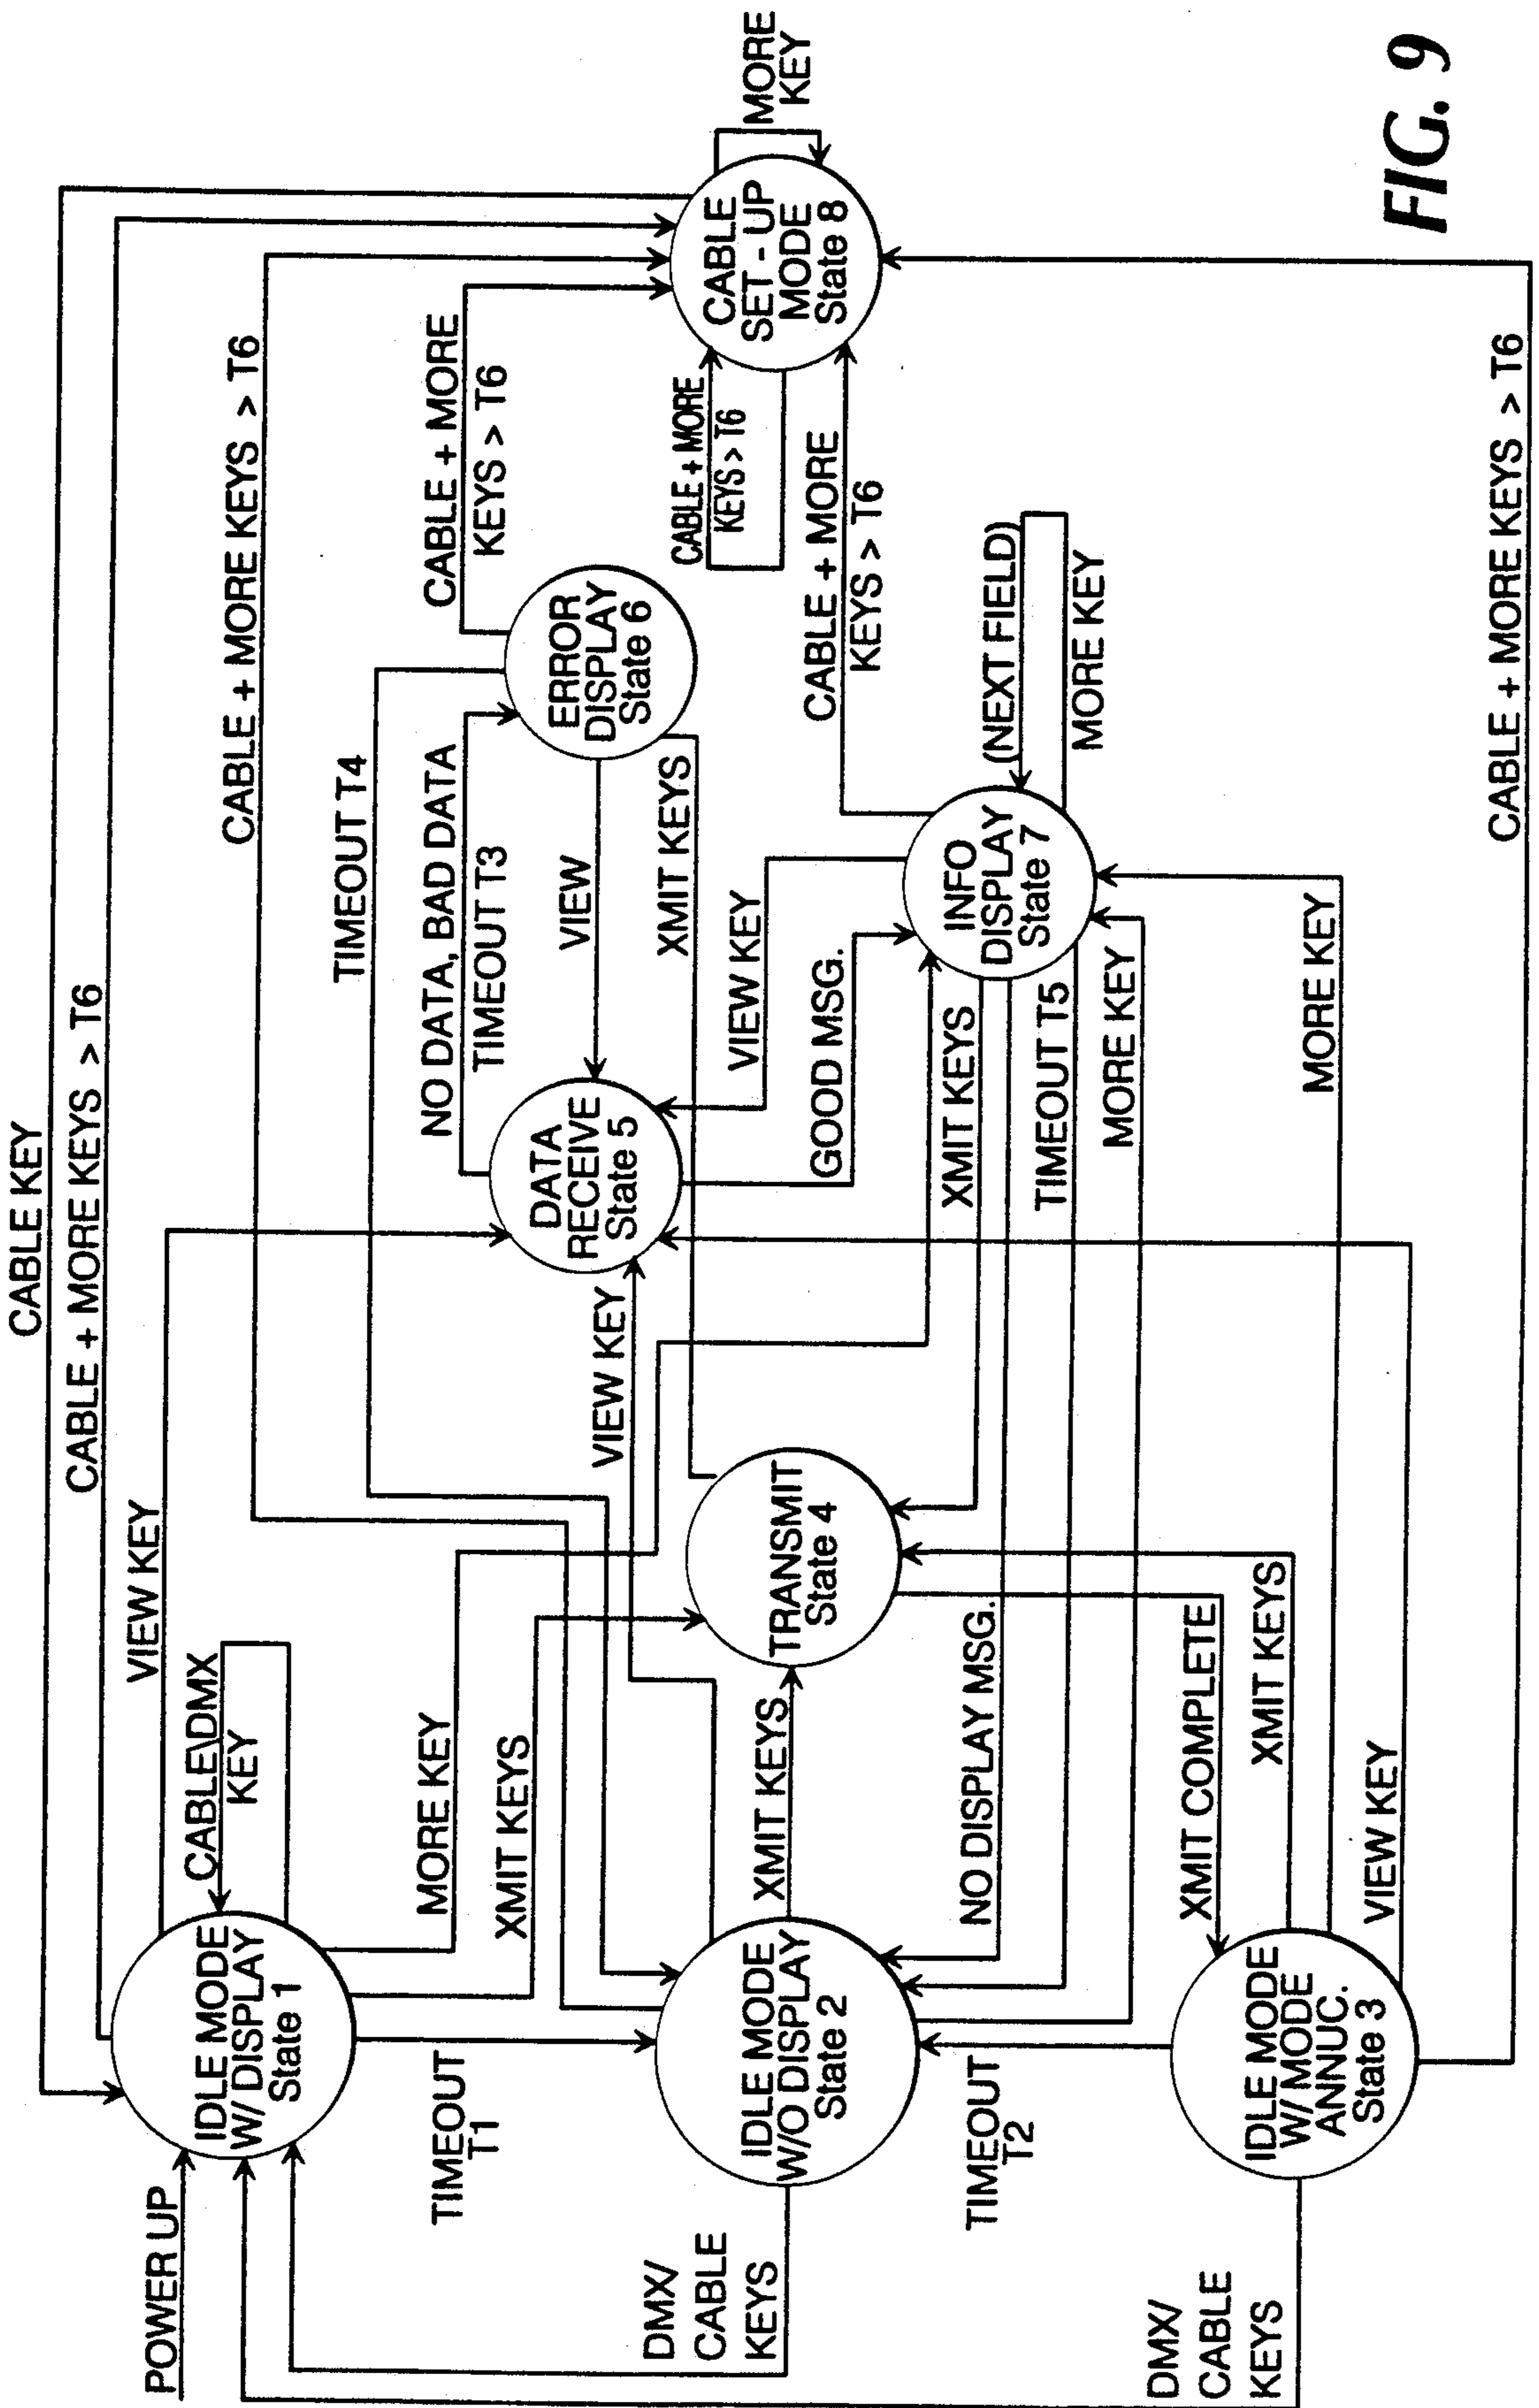 CABLE KEY
CABLE + MORE KEYS > T6
VIEW KEY
CABLE + MORE KEYS > T6
POWER UP
IDLE MODE
W/ DISPLAY
State 1
CABLE\DMX
KEY
TIMEOUT T4
NO DATA, BAD DATA
TIMEOUT T3
CABLE + MORE
KEYS > T6
MORE KEY
XMIT KEYS
TIMEOUT
T1
VIEW KEY
DATA
RECEIVE
State 5
VIEW
ERROR
DISPLAY
State 6
XMIT KEYS
CABLE + MORE
KEYS > T6
CABLE
SET - UP
MODE
State 8
MORE
KEY
DMX/
CABLE
KEYS
IDLE MODE
W/O DISPLAY
State 2
XMIT KEYS
TRANSMIT
State 4
VIEW KEY
GOOD MSG.
CABLE + MORE
KEYS > T6
INFO
DISPLAY
State 7
(NEXT FIELD)
MORE KEY
XMIT KEYS
NO DISPLAY MSG.
TIMEOUT T5
MORE KEY
TIMEOUT
T2
XMIT COMPLETE
XMIT KEYS
MORE KEY
DMX/
CABLE
KEYS
IDLE MODE
W/ MODE
ANNUC.
State 3
VIEW KEY
CABLE + MORE KEYS > T6
FIG. 9